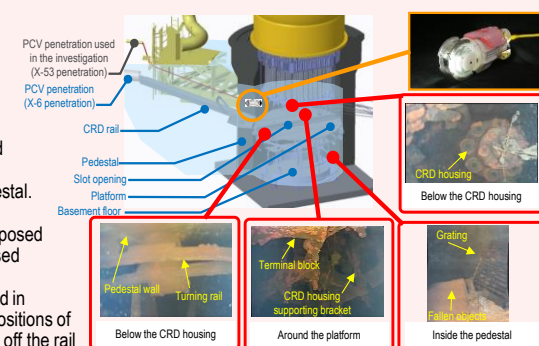 PCV penetration used
in the investigation
(X-53 penetration)
PCV penetration
(X-6 penetration)
CRD rail
Pedestal
Slot opening
Platform
Basement floor
d
stal.
posed
sed
d in
ositions of
off the rail
CRD housing
Below the CRD housing
Pedestal wall
Turning rail
Below the CRD housing
Terminal block
CRD housing
supporting bracket
Around the platform
Grating
Fallen objects
Inside the pedestal